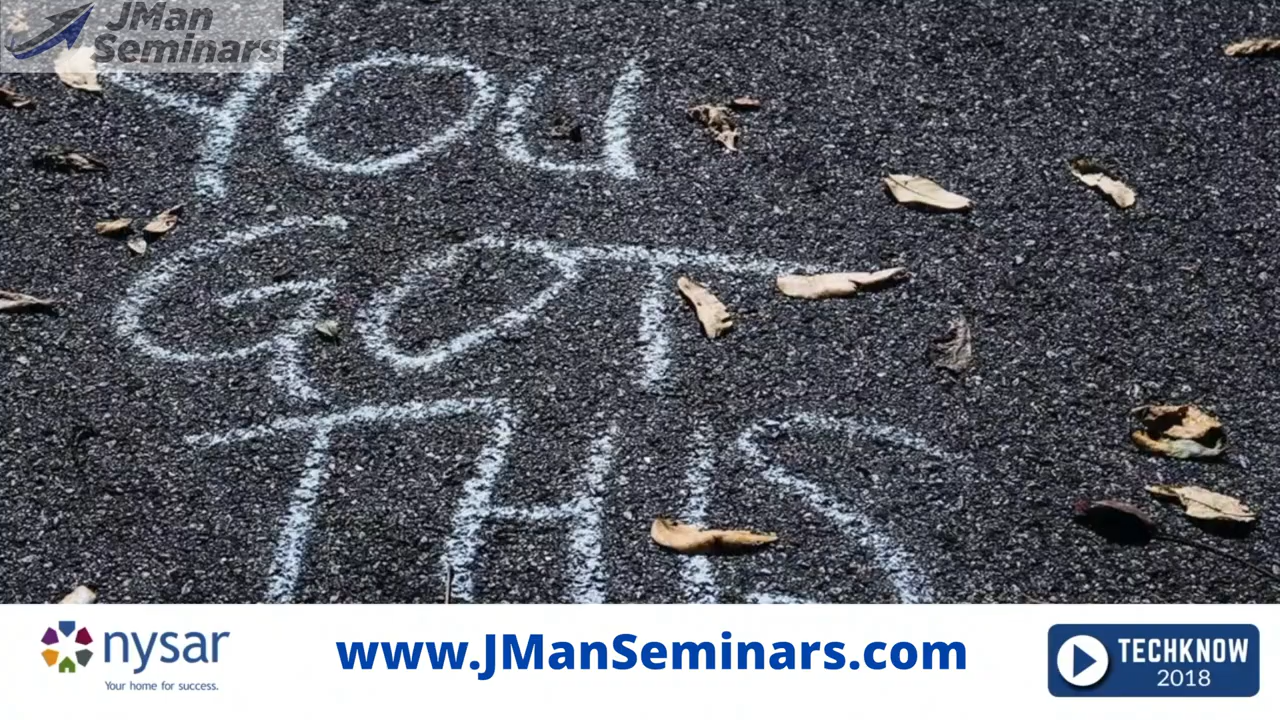 JMan
Seminars
YOU
GOT
THIS
nysar
Your home for success.
www.JManSeminars.com
TECHKNOW
2018